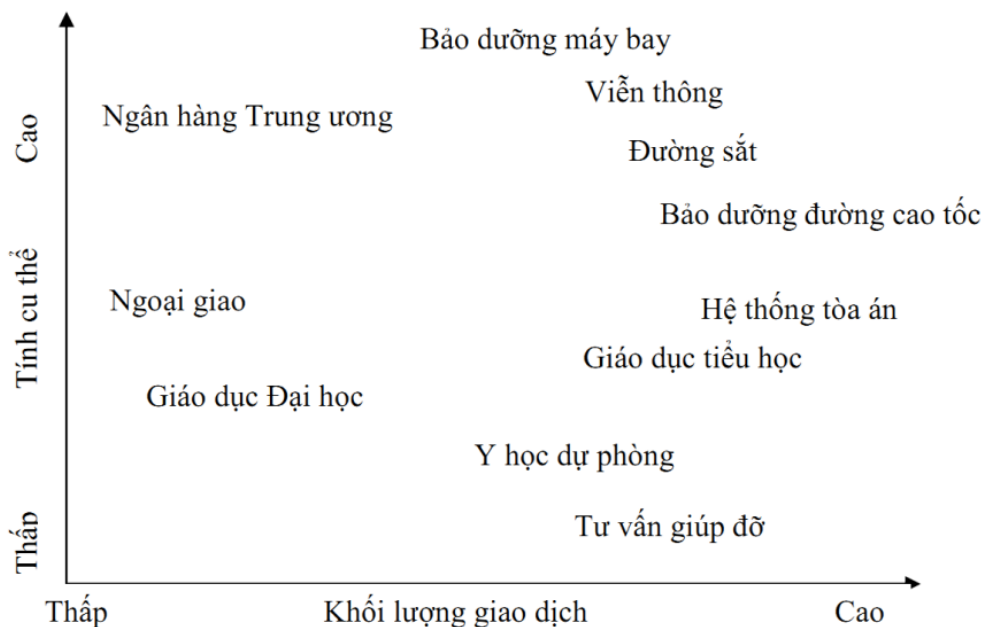 Bảo dưỡng máy bay
Viễn thông
Ngân hàng Trung ương
Cao
Đường sắt
Bảo dưỡng đường cao tốc
Tính cu thể
Ngoại giao
Hệ thống tòa án
Giáo dục tiểu học
Giáo dục Đại học
Y học dự phòng
Thấp
Tư vấn giúp đỡ
Thấp
Khối lượng giao dịch
Cao